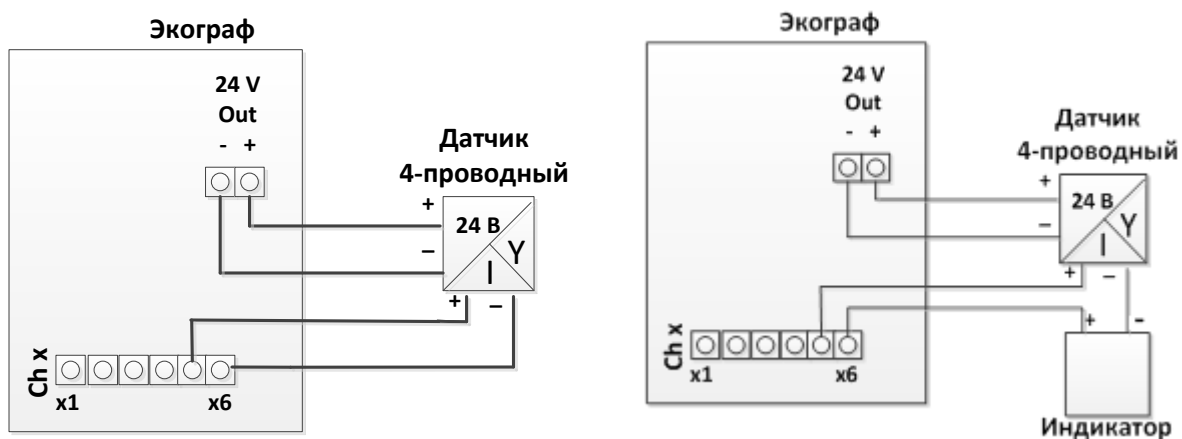 Экограф
24 V
Out
- +
Датчик
4-проводный
+
24 В
–
Y
I
+ –
Ch x
x1 x6
Экограф
24 V
Out
- +
Датчик
4-проводный
+
24 В
–
Y
I
+ –
+ -
Ch x
x1 x6
Индикатор